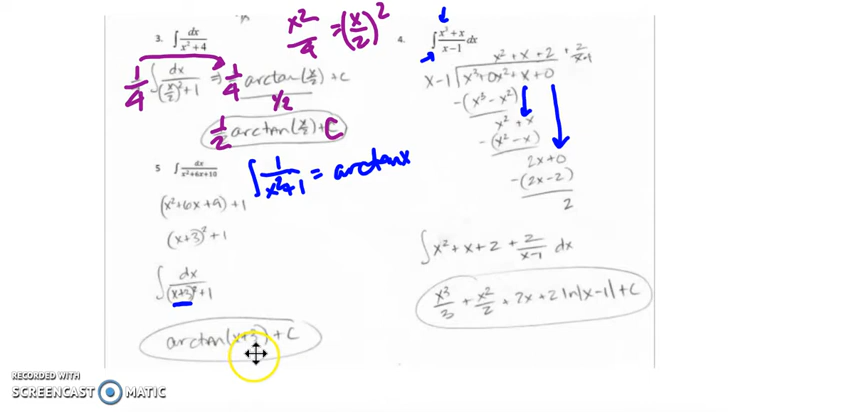 3. ∫ dx/(x²+4)
x²/4 = (x/2)²
1/4 ∫ dx/((x/2)²+1) ⇒ 1/4 arctan(x/2) + C
1/2
1/2 arctan(x/2) + C
5. ∫ dx/(x²+6x+10)
∫ 1/(x²+1) = arctan x
(x²+6x+9)+1
(x+3)²+1
∫ dx/((x+3)²+1)
arctan(x+3)+C
4. ∫ (x³+x)/(x-1) dx
x² + x + 2 + 2/(x-1)
x-1 √x³+0x²+x+0
-(x³-x²)
x² + x
-(x²-x)
2x+0
-(2x-2)
2
∫ x²+x+2+ 2/(x-1) dx
x³/3 + x²/2 + 2x+2 ln|x-1|+C
RECORDED WITH
SCREENCAST MATIC